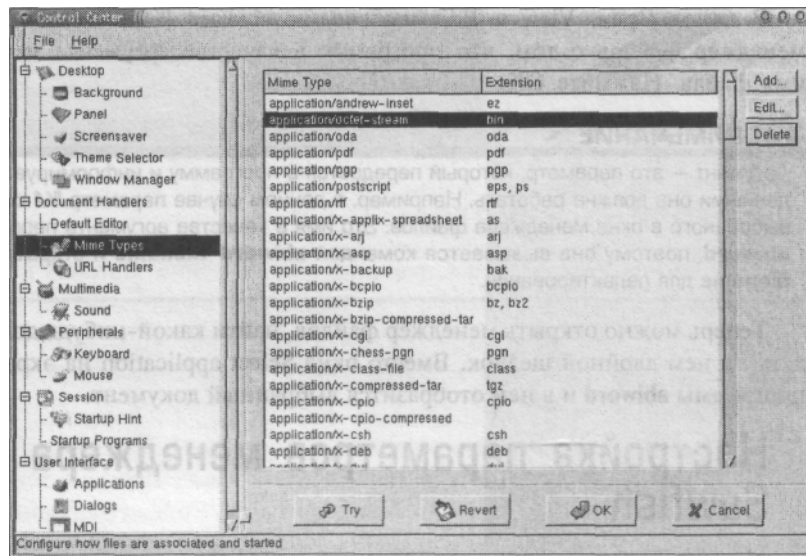 Control Center
File Help
Desktop
Background
Panel
Screensaver
Theme Selector
Window Manager
Document Handlers
Default Editor
Mime Types
URL Handlers
Multimedia
Sound
Peripherals
Keyboard
Mouse
Session
Startup Hint
Startup Programs
User Interface
Applications
Dialogs
MDI
Mime Type Extension
application/andrew-inset ez
application/octet-stream bin
application/oda oda
application/pdf pdf
application/pgp pgp
application/postscript eps, ps
application/rtf rtf
application/x-applix-spreadsheet as
application/x-arj arj
application/x-asp asp
application/x-backup bak
application/x-bcpio bcpio
application/x-bzip bz, bz2
application/x-bzip-compressed-tar
application/x-cgi cgi
application/x-chess-pgn pgn
application/x-class-file class
application/x-compressed-tar tgz
application/x-cpio cpio
application/x-cpio-compressed
application/x-csh csh
application/x-deb deb
Add...
Edit...
Delete
Try Revert OK Cancel
Configure how files are associated and started